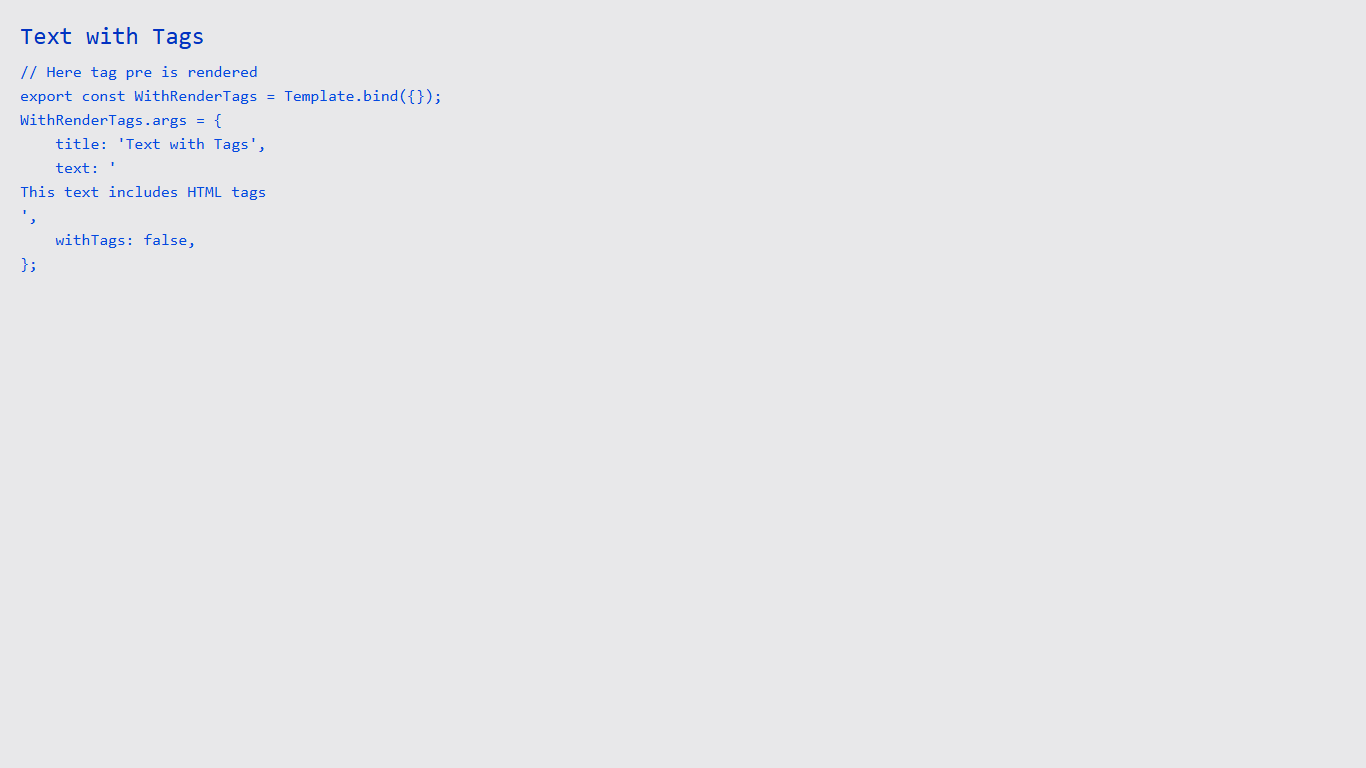 Text with Tags
// Here tag pre is rendered
export const WithRenderTags = Template.bind({});
WithRenderTags.args = {
    title: 'Text with Tags',
    text: '
This text includes HTML tags
',
    withTags: false,
};